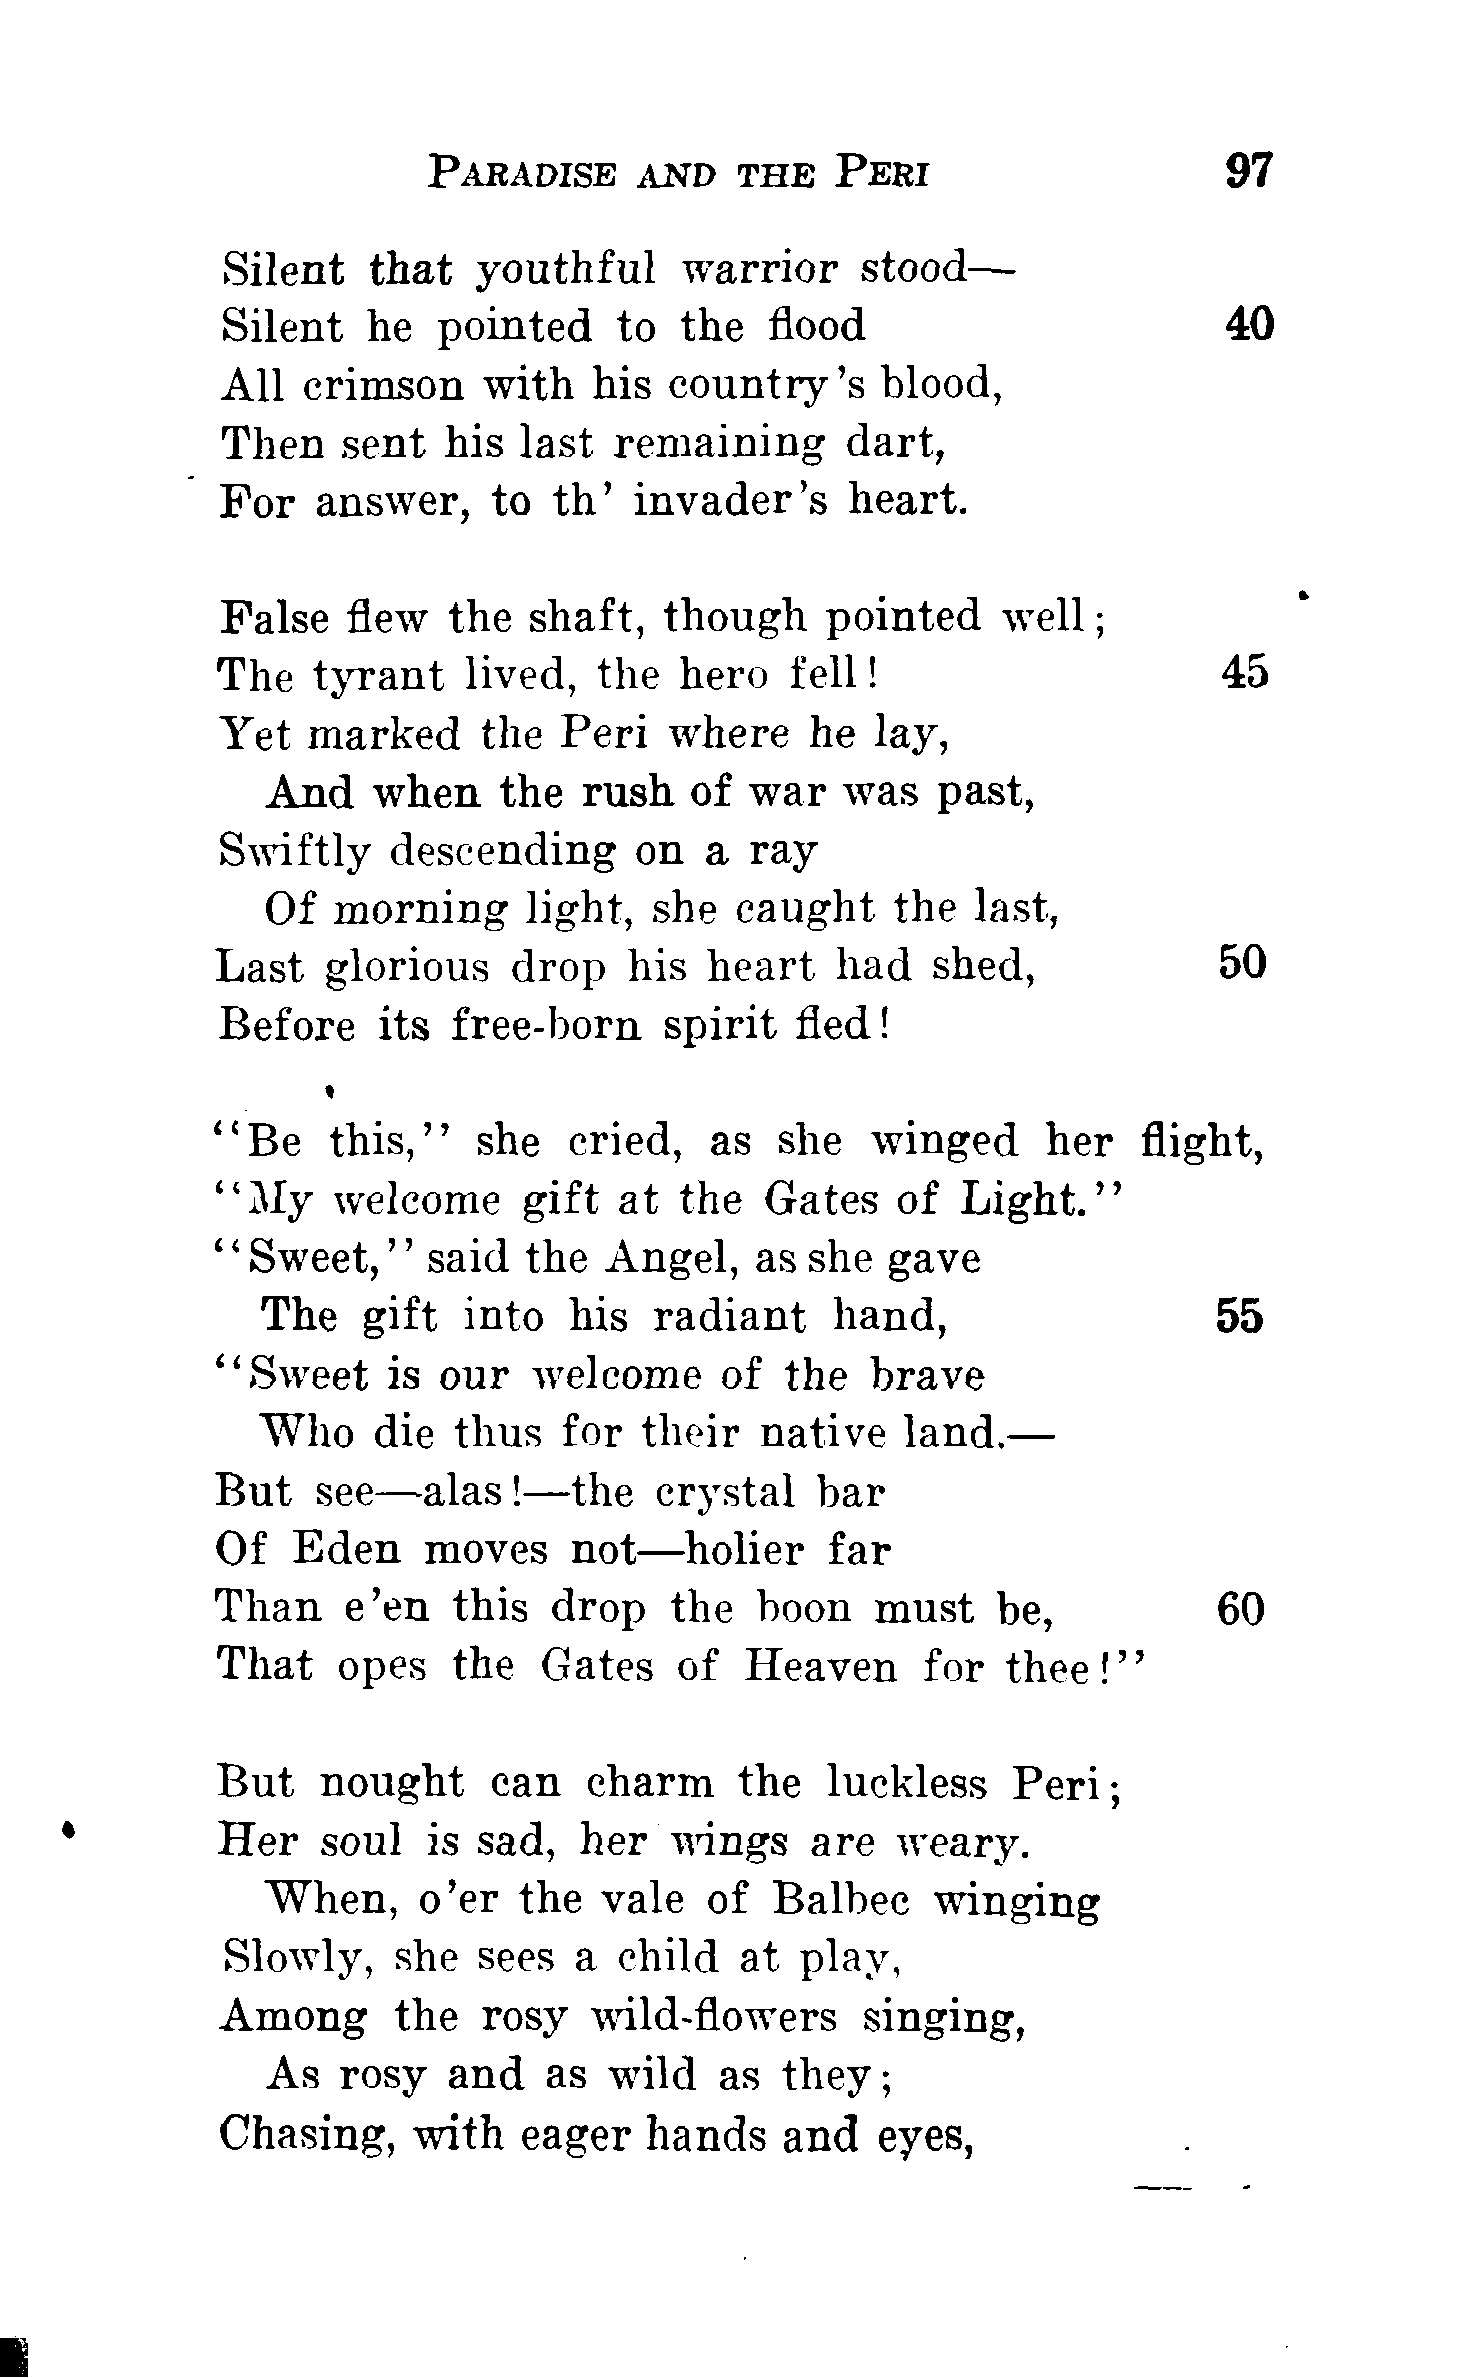 PARADISE AND THE PERI 97
Silent that youthful warrior stood—
Silent he pointed to the flood 40
All crimson with his country's blood,
Then sent his last remaining dart,
For answer, to th' invader's heart.
False flew the shaft, though pointed well;
The tyrant lived, the hero fell! 45
Yet marked the Peri where he lay,
And when the rush of war was past,
Swiftly descending on a ray
Of morning light, she caught the last,
Last glorious drop his heart had shed, 50
Before its free-born spirit fled!
"Be this," she cried, as she winged her flight,
"My welcome gift at the Gates of Light."
"Sweet," said the Angel, as she gave
The gift into his radiant hand, 55
"Sweet is our welcome of the brave
Who die thus for their native land.—
But see—alas!—the crystal bar
Of Eden moves not—holier far
Than e'en this drop the boon must be, 60
That opes the Gates of Heaven for thee!"
But nought can charm the luckless Peri;
Her soul is sad, her wings are weary.
When, o'er the vale of Balbec winging
Slowly, she sees a child at play,
Among the rosy wild-flowers singing,
As rosy and as wild as they;
Chasing, with eager hands and eyes,